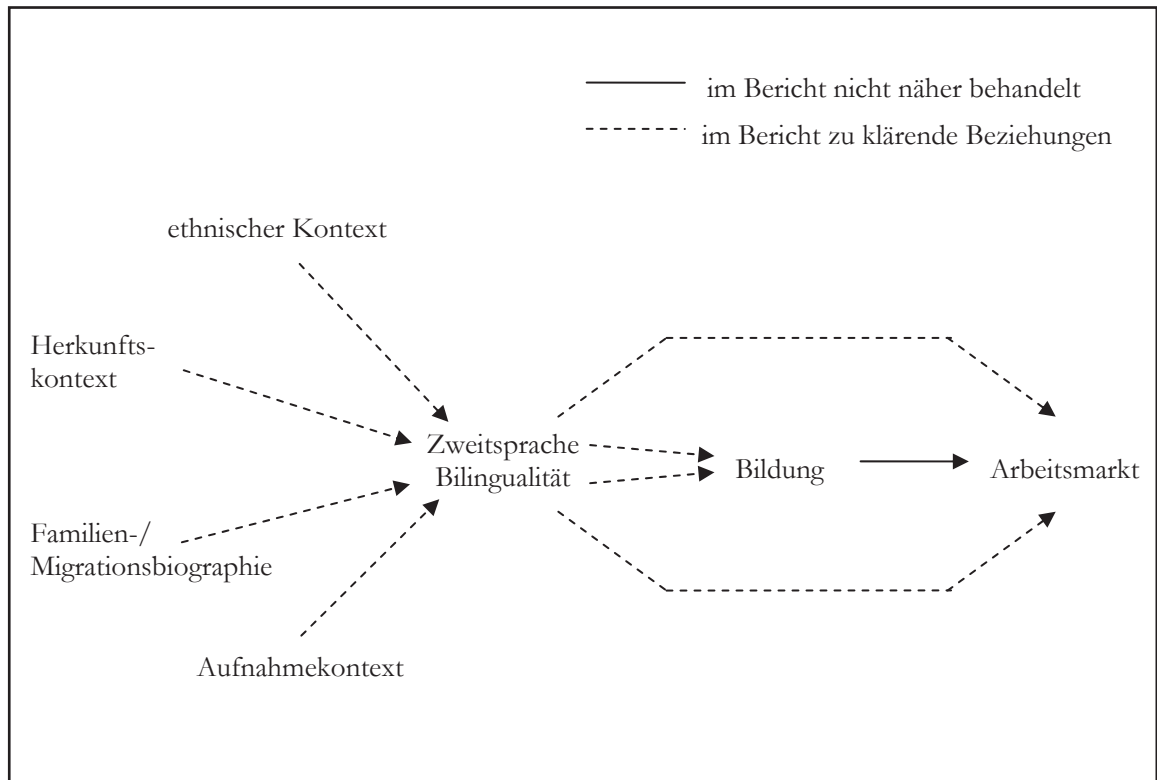 im Bericht nicht näher behandelt
im Bericht zu klärende Beziehungen
ethnischer Kontext
Herkunfts-
kontext
Zweitsprache
Bilingualität
Bildung
Arbeitsmarkt
Familien-/
Migrationsbiographie
Aufnahmekontext